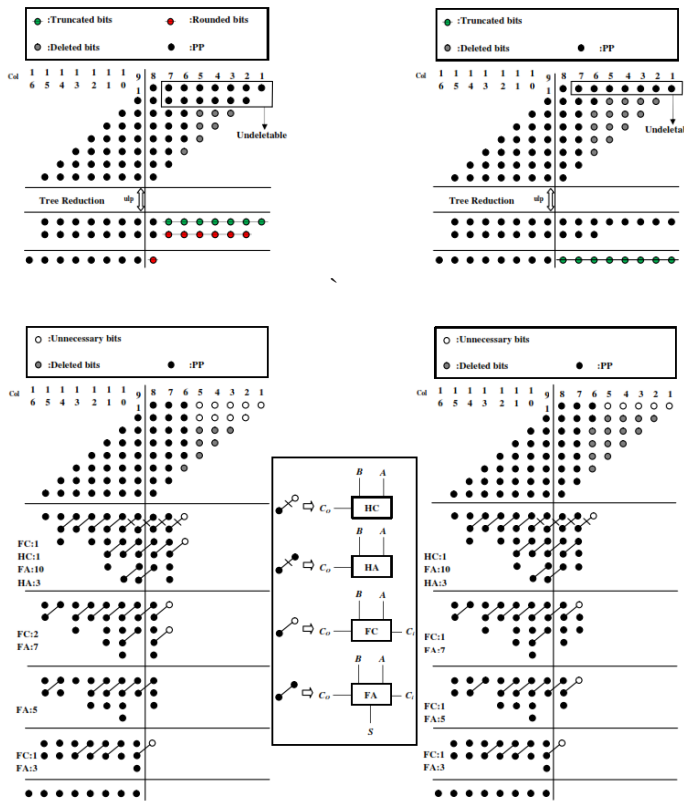 :Truncated bits :Rounded bits
:Deleted bits :PP
Col 1 1 1 1 1 1 1 9 8 7 6 5 4 3 2 1
6 5 4 3 2 1 0 1
Undeletable
Tree Reduction ulp
:Truncated bits
:Deleted bits :PP
Col 1 1 1 1 1 1 1 9 8 7 6 5 4 3 2 1
6 5 4 3 2 1 0 1
Undeletabl
Tree Reduction ulp
:Unnecessary bits
:Deleted bits :PP
Col 1 1 1 1 1 1 1 9 8 7 6 5 4 3 2 1
6 5 4 3 2 1 0 1
FC:1
HC:1
FA:10
HA:3
FC:2
FA:7
FA:5
FC:1
FA:3
B A
Co HC
B A
Co HA
B A
Co FC Ci
B A
Co FA Ci
S
:Unnecessary bits
:Deleted bits :PP
Col 1 1 1 1 1 1 1 9 8 7 6 5 4 3 2 1
6 5 4 3 2 1 0 1
HC:1
FA:10
HA:3
FC:1
FA:7
FC:1
FA:5
FC:1
FA:3